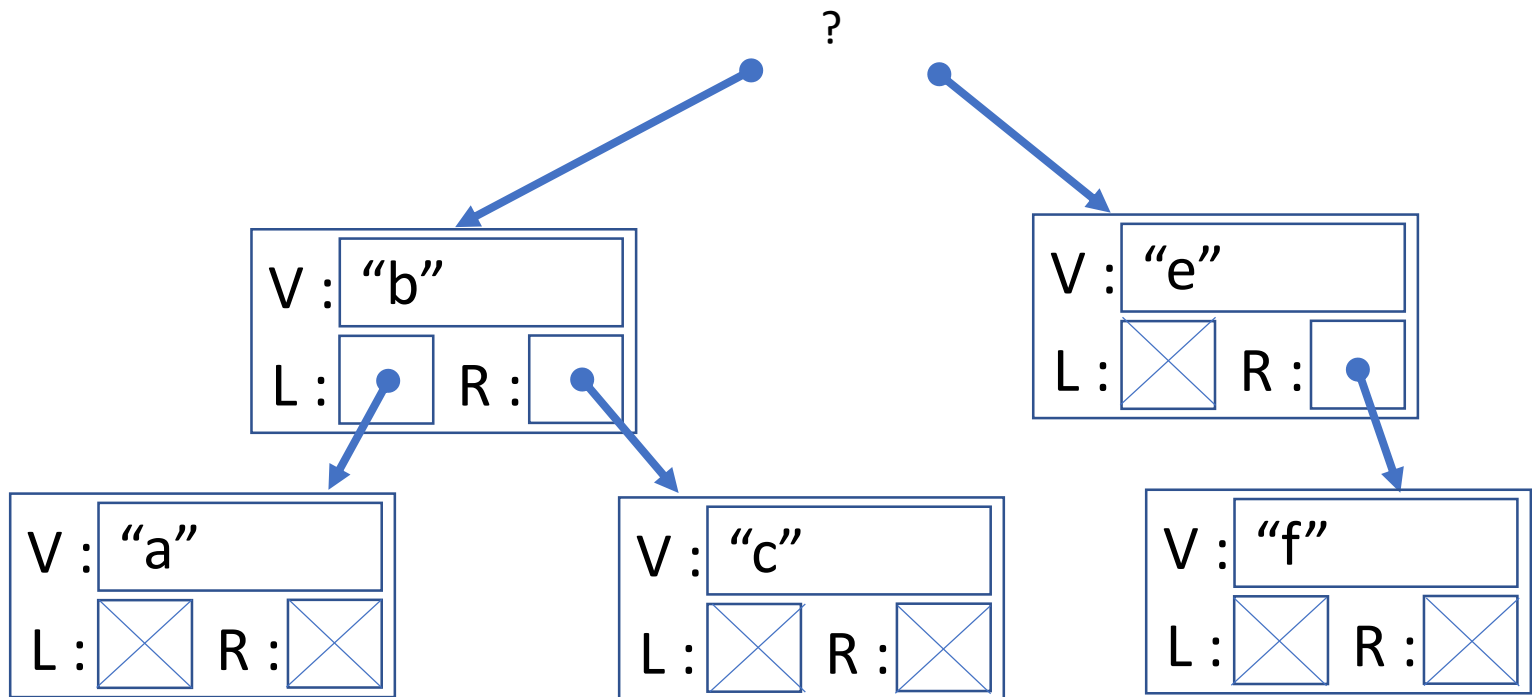 ?
V : “b”
L : R :
V : “e”
L : R :
V : “a”
L : R :
V : “c”
L : R :
V : “f”
L : R :